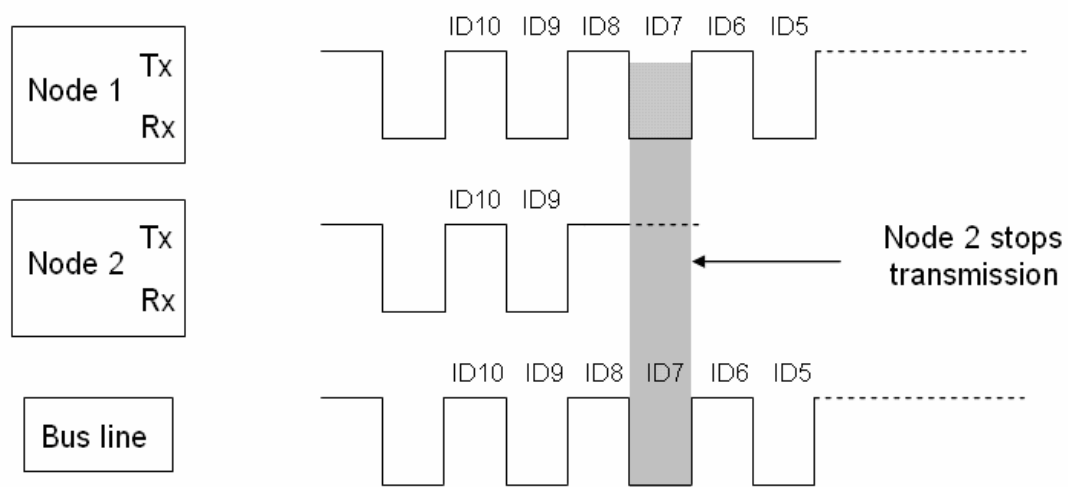 ID10 ID9 ID8 ID7 ID6 ID5
Node 1
Tx
Rx
ID10 ID9
Node 2
Tx
Rx
Node 2 stops
transmission
ID10 ID9 ID8 ID7 ID6 ID5
Bus line